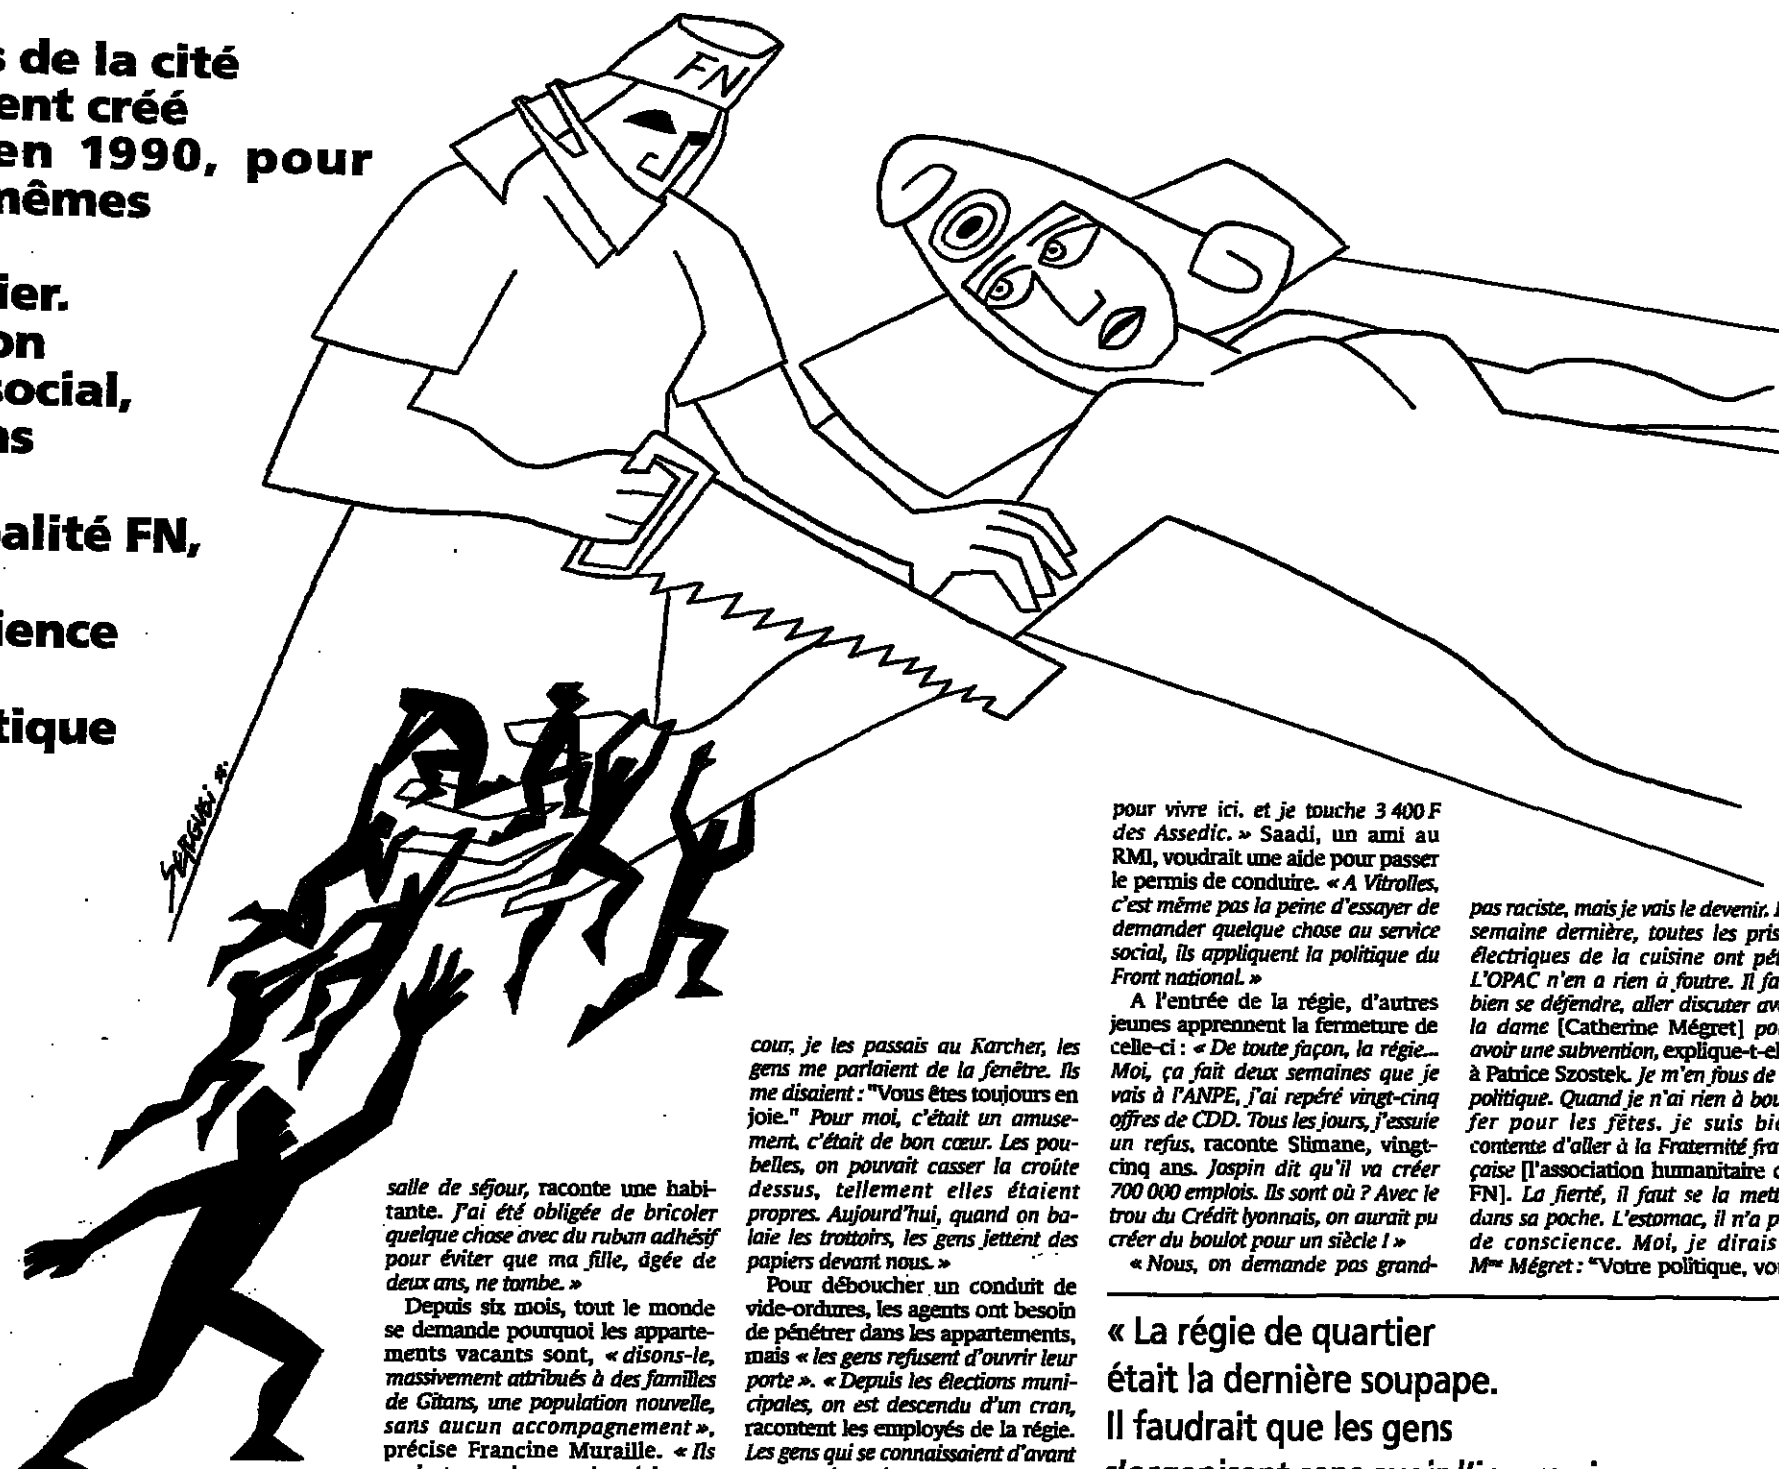 s de la cité
ent créé
en 1990, pour
mêmes
ier.
on
social,
ns
alité FN,
ience
tique
FN
SERGUEI
salle de séjour, raconte une habi-
tante. J'ai été obligée de bricoler
quelque chose avec du ruban adhésif
pour éviter que ma fille, âgée de
deux ans, ne tombe. »
Depuis six mois, tout le monde
se demande pourquoi les apparte-
ments vacants sont, « disons-le,
massivement attribués à des familles
de Gitans, une population nouvelle,
sans aucun accompagnement »,
précise Francine Muraille. « Ils
cour, je les passais au Karcher, les
gens me parlaient de la fenêtre. Ils
me disaient : "Vous êtes toujours en
joie." Pour moi, c'était un amuse-
ment, c'était de bon cœur. Les pou-
belles, on pouvait casser la croûte
dessus, tellement elles étaient
propres. Aujourd'hui, quand on ba-
laie les trottoirs, les gens jettent des
papiers devant nous. »
Pour déboucher un conduit de
vide-ordures, les agents ont besoin
de pénétrer dans les appartements,
mais « les gens refusent d'ouvrir leur
porte ». « Depuis les élections muni-
cipales, on est descendu d'un cran,
racontent les employés de la régie.
Les gens qui se connaissaient d'avant
pour vivre ici, et je touche 3 400 F
des Assedic. » Saadi, un ami au
RMI, voudrait une aide pour passer
le permis de conduire. « A Vitrolles,
c'est même pas la peine d'essayer de
demander quelque chose au service
social, ils appliquent la politique du
Front national. »
A l'entrée de la régie, d'autres
jeunes apprennent la fermeture de
celle-ci : « De toute façon, la régie...
Moi, ça fait deux semaines que je
vais à l'ANPE, j'ai repéré vingt-cinq
offres de CDD. Tous les jours, j'essuie
un refus, raconte Slimane, vingt-
cinq ans. Jospin dit qu'il va créer
700 000 emplois. Ils sont où ? Avec le
trou du Crédit lyonnais, on aurait pu
créer du boulot pour un siècle ! »
« Nous, on demande pas grand-
pas raciste, mais je vais le devenir.
semaine dernière, toutes les pris
électriques de la cuisine ont pé
L'OPAC n'en a rien à foutre. Il fa
bien se défendre, aller discuter av
la dame [Catherine Mégret] po
avoir une subvention, explique-t-el
à Patrice Szostek. Je m'en fous de
politique. Quand je n'ai rien à bou
fer pour les fêtes, je suis bie
contente d'aller à la Fraternité fra
çaise [l'association humanitaire
FN]. La fierté, il faut se la mett
dans sa poche. L'estomac, il n'a p
de conscience. Moi, je dirais
Mme Mégret : "Votre politique, vo
« La régie de quartier
était la dernière soupape.
Il faudrait que les gens